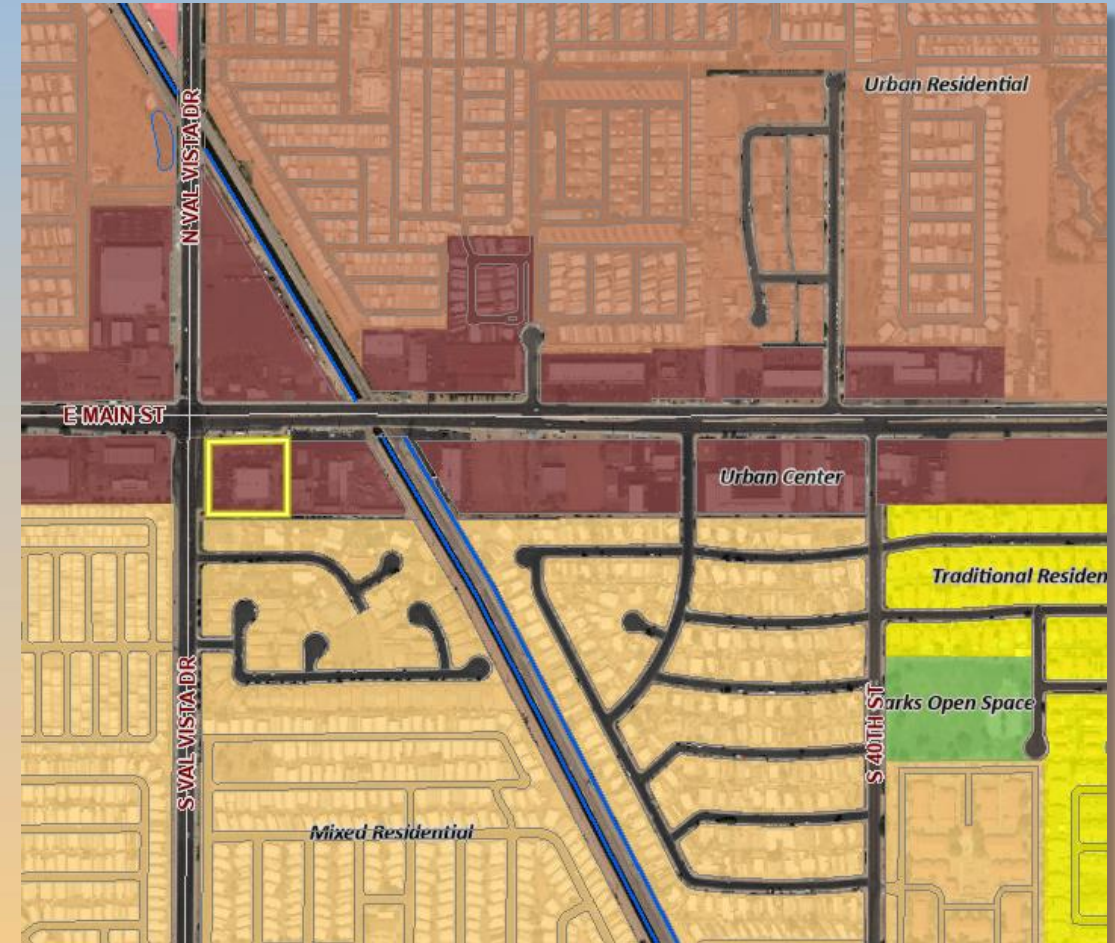 Urban Residential
N VAL VISTA DR
E MAIN ST
Urban Center
Traditional Residen
S VAL VISTA DR
S 40TH ST
arks Open Space
Mixed Residential